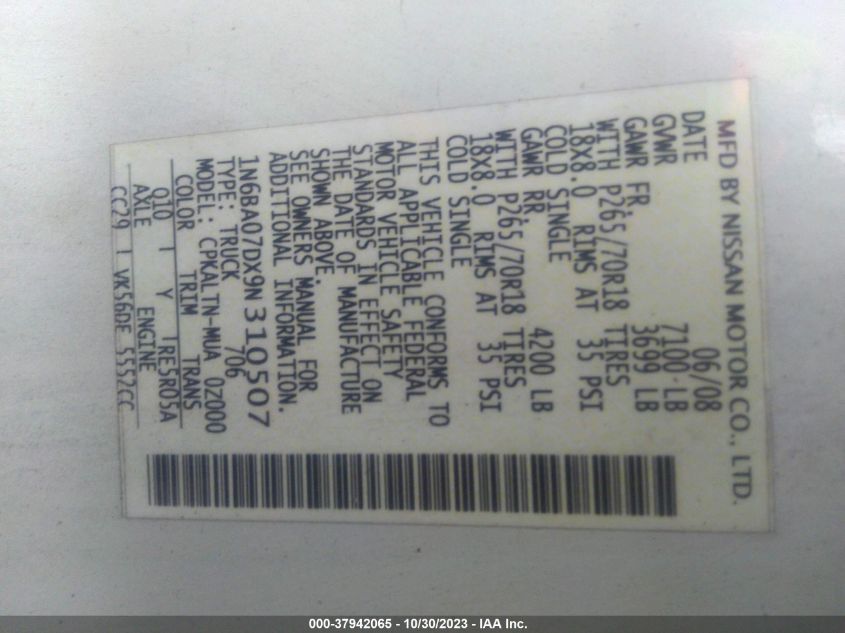 MFD BY NISSAN MOTOR CO., LTD.
DATE 06/08
GVWR 7100 LB
GAWR FR. 3699 LB
WITH P265/70R18 TIRES
18X8.0 RIMS AT 35 PSI
COLD SINGLE
GAWR RR. 4200 LB
WITH P265/70R18 TIRES
18X8.0 RIMS AT 35 PSI
COLD SINGLE
THIS VEHICLE CONFORMS TO
ALL APPLICABLE FEDERAL
MOTOR VEHICLE SAFETY
STANDARDS IN EFFECT ON
THE DATE OF MANUFACTURE
SHOWN ABOVE.
SEE OWNERS MANUAL FOR
ADDITIONAL INFORMATION.
1N6BA07DX9N310507
TYPE: TRUCK 706
MODEL: CPKALTN-MUA 0Z000
COLOR TRIM TRANS
Q10 Y RE5R05A
AXLE ENGINE
CC29 VK56DE 5552CC
000-37942065 - 10/30/2023 - IAA Inc.